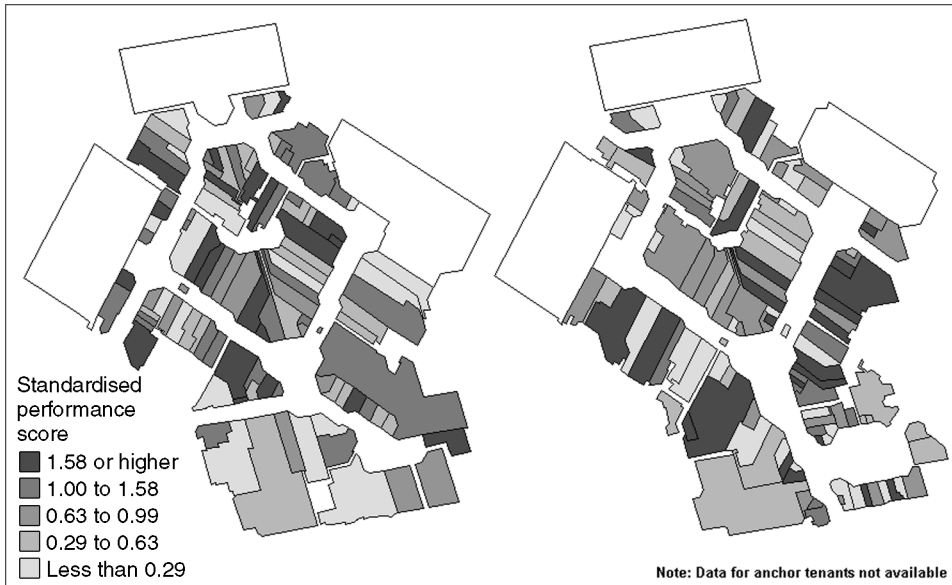 Standardised
performance
score
1.58 or higher
1.00 to 1.58
0.63 to 0.99
0.29 to 0.63
Less than 0.29
Note: Data for anchor tenants not available